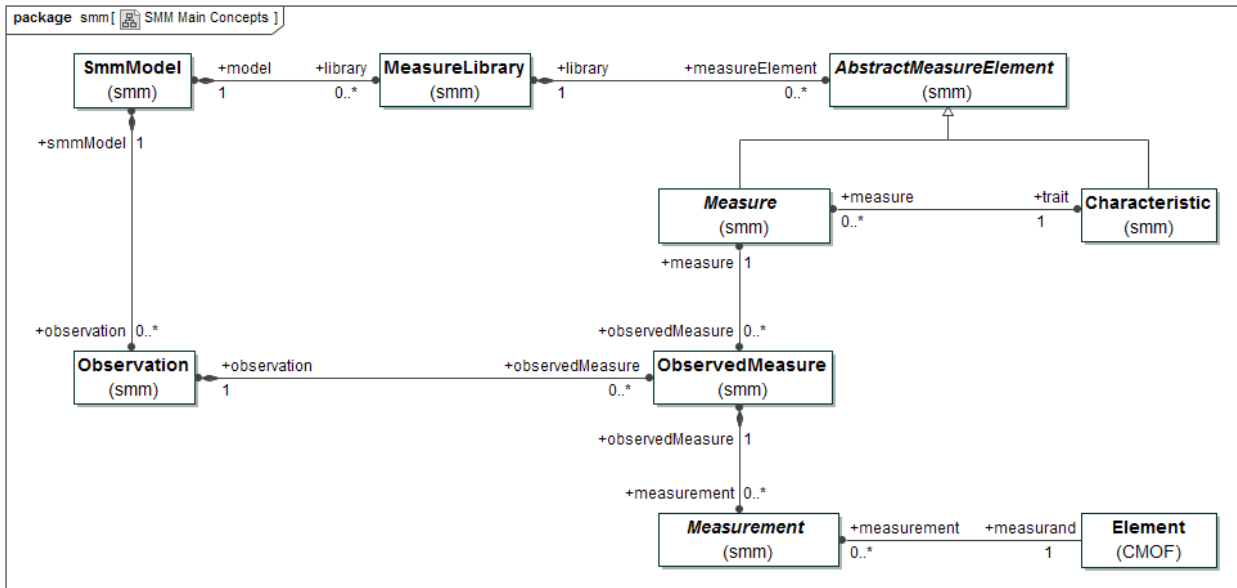 package smm[ SMM Main Concepts ]
SmmModel
(smm)
+model
1
+library
0..*
MeasureLibrary
(smm)
+library
1
+measureElement
0..*
AbstractMeasureElement
(smm)
+smmModel
1
Measure
(smm)
+measure
0..*
+trait
1
Characteristic
(smm)
+measure
1
+observation
0..*
+observedMeasure
0..*
Observation
(smm)
+observation
1
+observedMeasure
0..*
ObservedMeasure
(smm)
+observedMeasure
1
+measurement
0..*
Measurement
(smm)
+measurement
0..*
+measurand
1
Element
(CMOF)